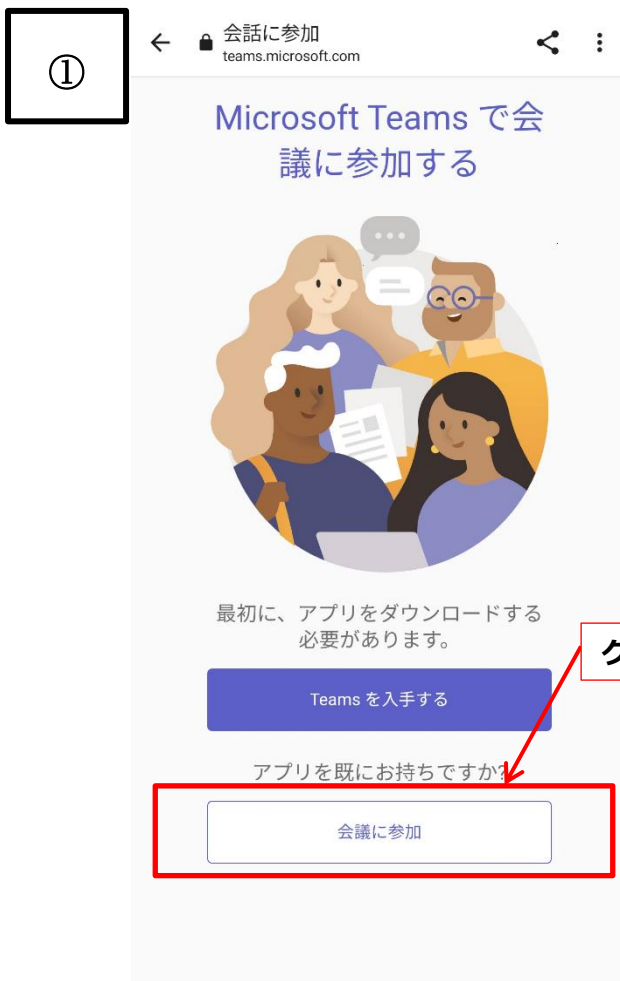 ①
会話に参加
teams.microsoft.com
Microsoft Teams で会
議に参加する
最初に、アプリをダウンロードする
必要があります。
ク
Teams を入手する
アプリを既にお持ちですか?
会議に参加